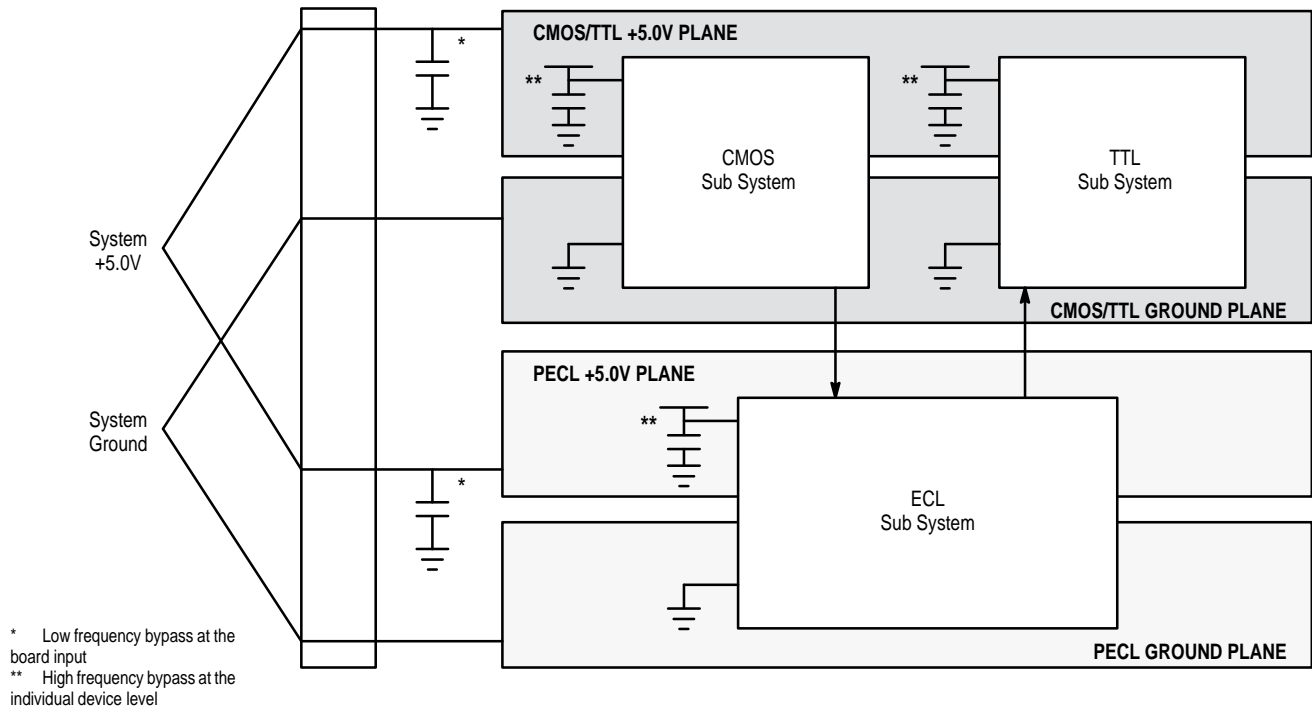 *
CMOS/TTL +5.0V PLANE
**
**
CMOS
Sub System
TTL
Sub System
System
+5.0V
CMOS/TTL GROUND PLANE
PECL +5.0V PLANE
**
System
Ground
*
ECL
Sub System
PECL GROUND PLANE
* Low frequency bypass at the
board input
** High frequency bypass at the
individual device level